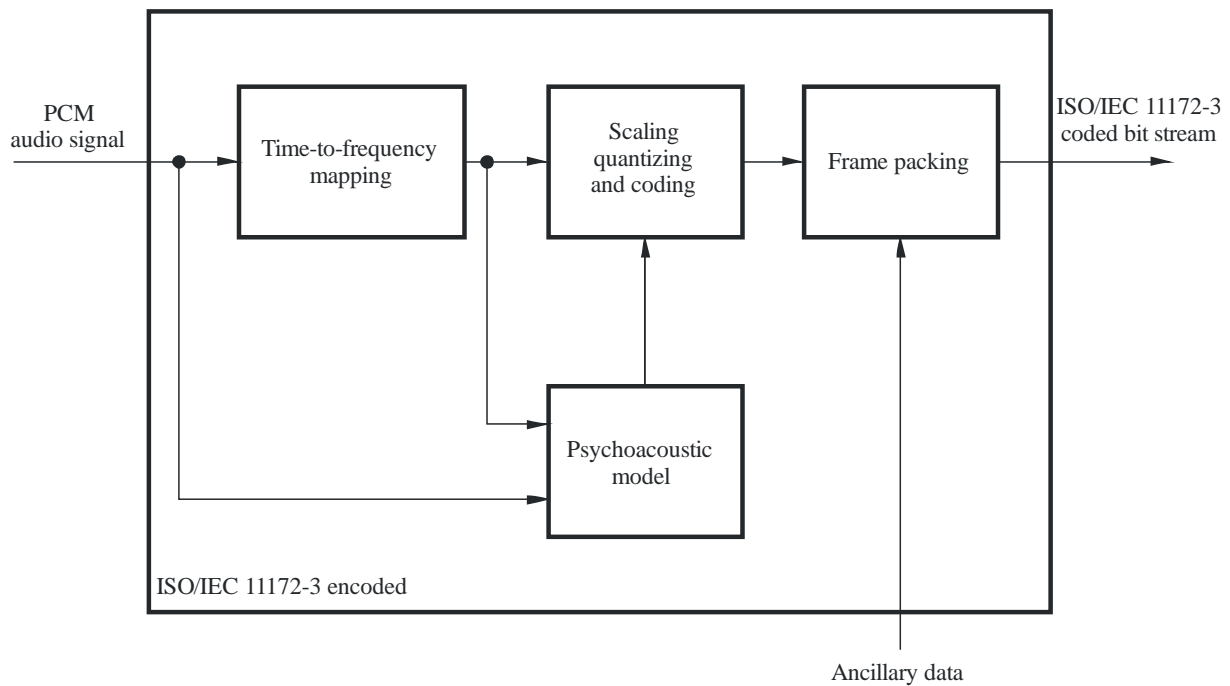 PCM
audio signal
Time-to-frequency
mapping
Scaling
quantizing
and coding
Frame packing
ISO/IEC 11172-3
coded bit stream
Psychoacoustic
model
ISO/IEC 11172-3 encoded
Ancillary data